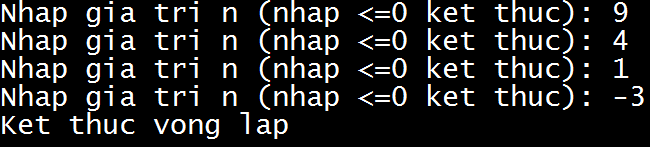 Nhap gia tri n (nhap <=0 ket thuc): 9
Nhap gia tri n (nhap <=0 ket thuc): 4
Nhap gia tri n (nhap <=0 ket thuc): 1
Nhap gia tri n (nhap <=0 ket thuc): -3
Ket thuc vong lap